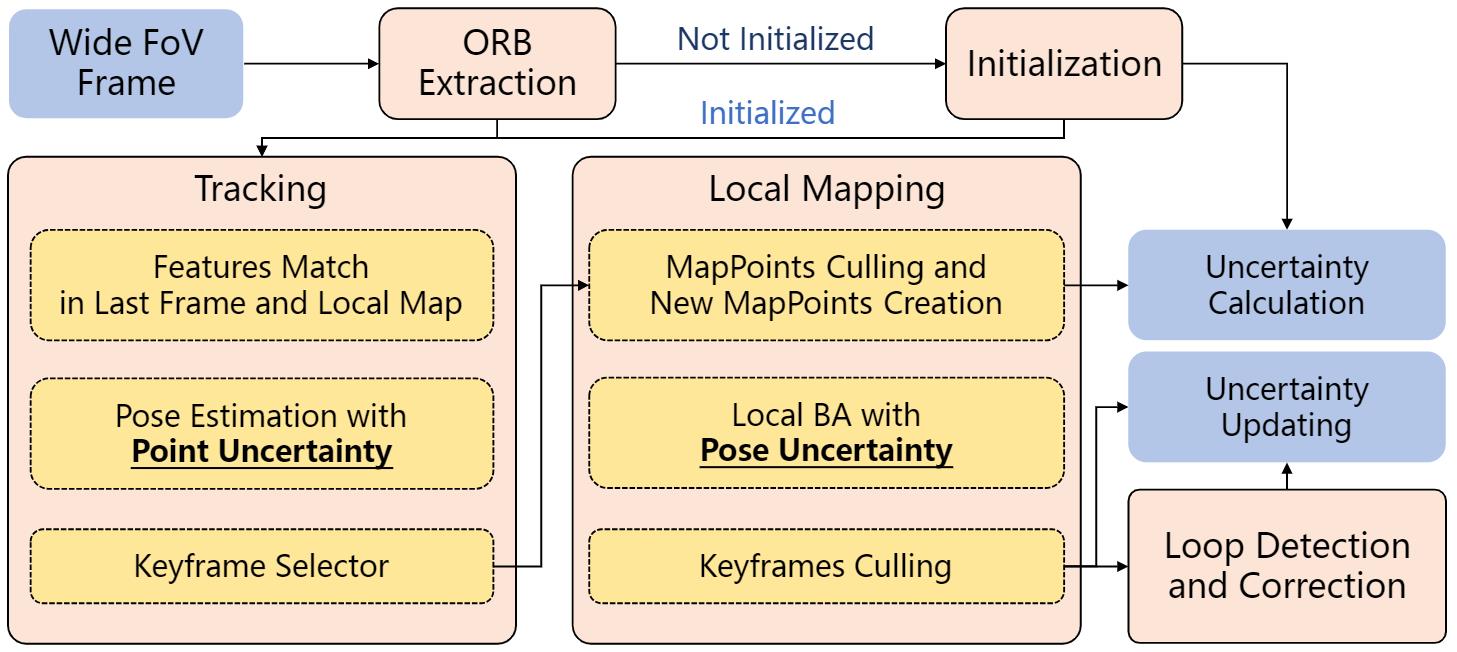 Wide FoV
Frame
ORB
Extraction
Not Initialized
Initialization
Initialized
Tracking
Features Match
in Last Frame and Local Map
Pose Estimation with
Point Uncertainty
Keyframe Selector
Local Mapping
MapPoints Culling and
New MapPoints Creation
Local BA with
Pose Uncertainty
Keyframes Culling
Uncertainty
Calculation
Uncertainty
Updating
Loop Detection
and Correction